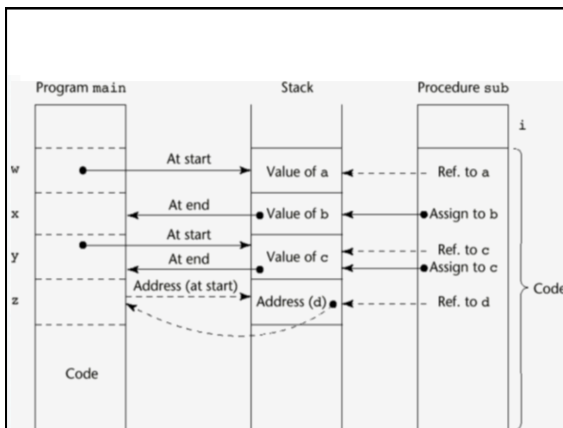 Program main Stack Procedure sub
i
At start
w Value of a Ref. to a
At end
x Value of b Assign to b
At start
Ref. to c
y Value of c
At end Assign to c
Address (at start) Code
z Address (d) Ref. to d
Code